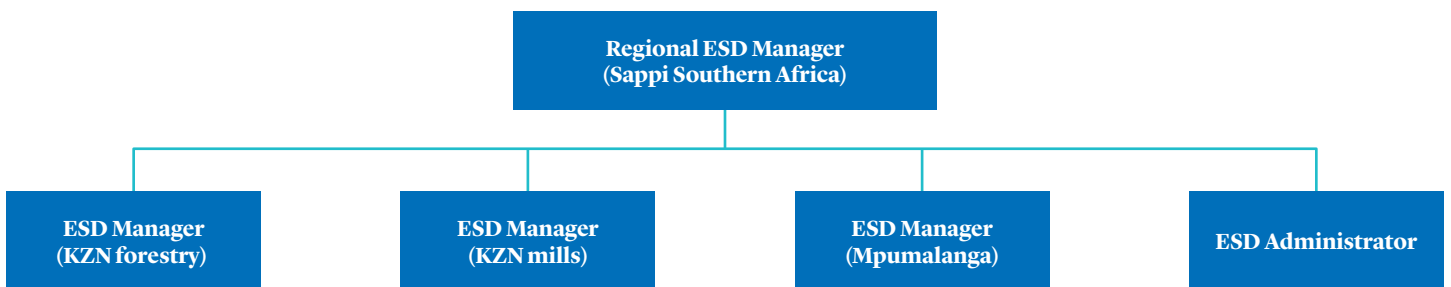 Regional ESD Manager
(Sappi Southern Africa)
ESD Manager
(KZN forestry)
ESD Manager
(KZN mills)
ESD Manager
(Mpumalanga)
ESD Administrator